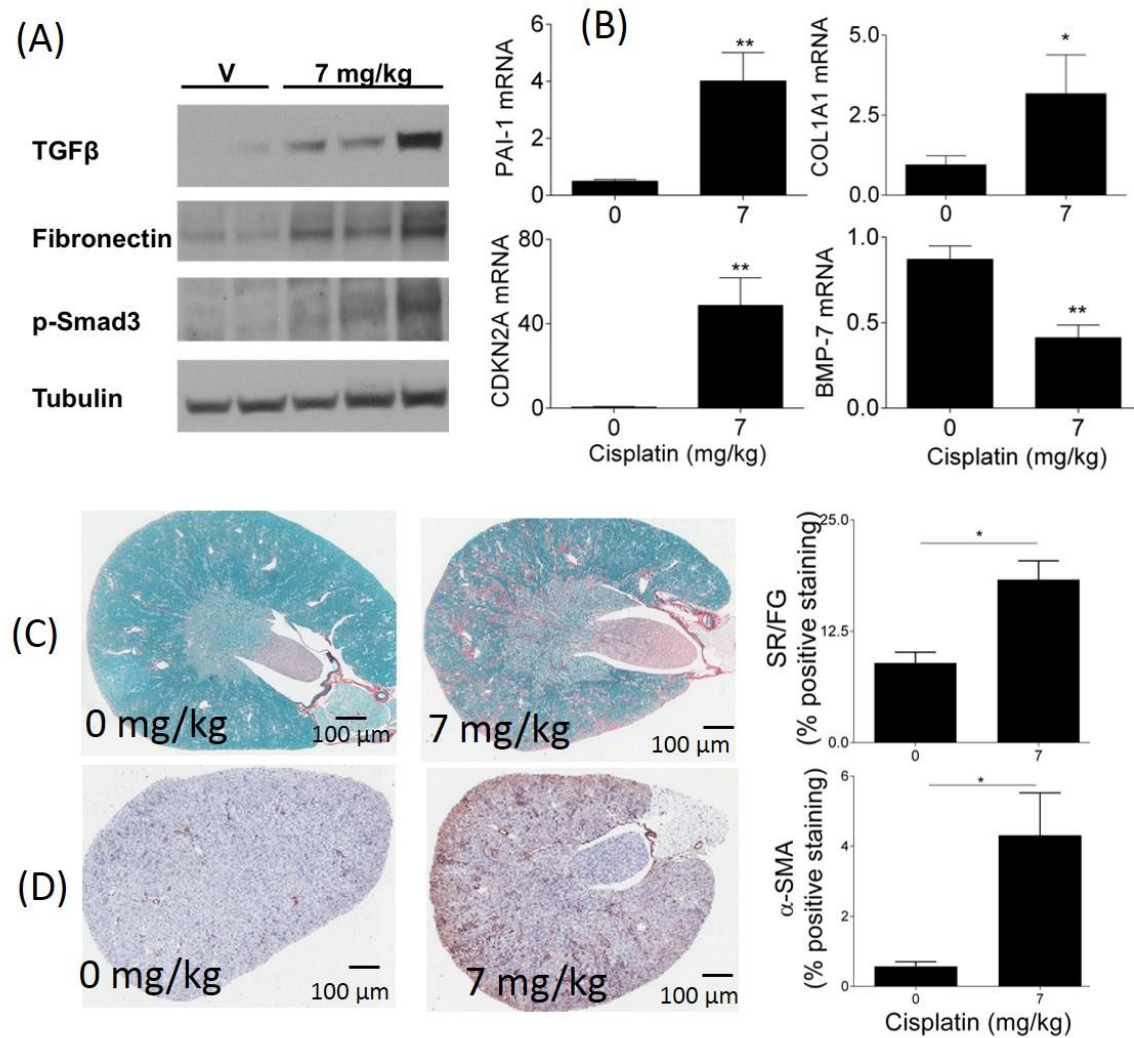 (A)
V 7 mg/kg
TGFβ
Fibronectin
p-Smad3
Tubulin
(B)
PAI-1 mRNA
6
4
2
0
**
0 7
COL1A1 mRNA
5.0
2.5
0.0
*
0 7
CDKN2A mRNA
80
40
0
**
0 7
Cisplatin (mg/kg)
BMP-7 mRNA
1.0
0.5
0.0
**
0 7
Cisplatin (mg/kg)
(C)
0 mg/kg
100 µm
7 mg/kg
100 µm
SR/FG
(% positive staining)
25.0
12.5
0.0
*
0 7
(D)
0 mg/kg
100 µm
7 mg/kg
100 µm
α-SMA
(% positive staining)
6
4
2
0
*
0 7
Cisplatin (mg/kg)